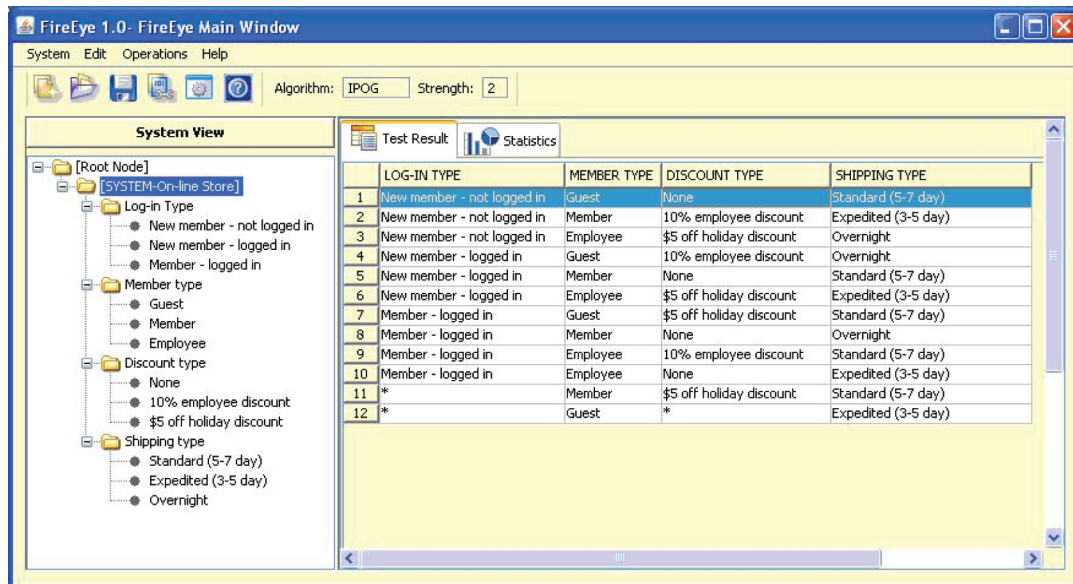 FireEye 1.0- FireEye Main Window
System Edit Operations Help
Algorithm: IPOG Strength: 2
System View
[Root Node]
[SYSTEM-On-line Store]
Log-in Type
New member - not logged in
New member - logged in
Member - logged in
Member type
Guest
Member
Employee
Discount type
None
10% employee discount
$5 off holiday discount
Shipping type
Standard (5-7 day)
Expedited (3-5 day)
Overnight
Test Result Statistics
LOG-IN TYPE MEMBER TYPE DISCOUNT TYPE SHIPPING TYPE
1 New member - not logged in Guest None Standard (5-7 day)
2 New member - not logged in Member 10% employee discount Expedited (3-5 day)
3 New member - not logged in Employee $5 off holiday discount Overnight
4 New member - logged in Guest 10% employee discount Overnight
5 New member - logged in Member None Standard (5-7 day)
6 New member - logged in Employee $5 off holiday discount Expedited (3-5 day)
7 Member - logged in Guest $5 off holiday discount Standard (5-7 day)
8 Member - logged in Member None Overnight
9 Member - logged in Employee 10% employee discount Standard (5-7 day)
10 Member - logged in Employee None Expedited (3-5 day)
11 * Member $5 off holiday discount Standard (5-7 day)
12 * Guest * Expedited (3-5 day)